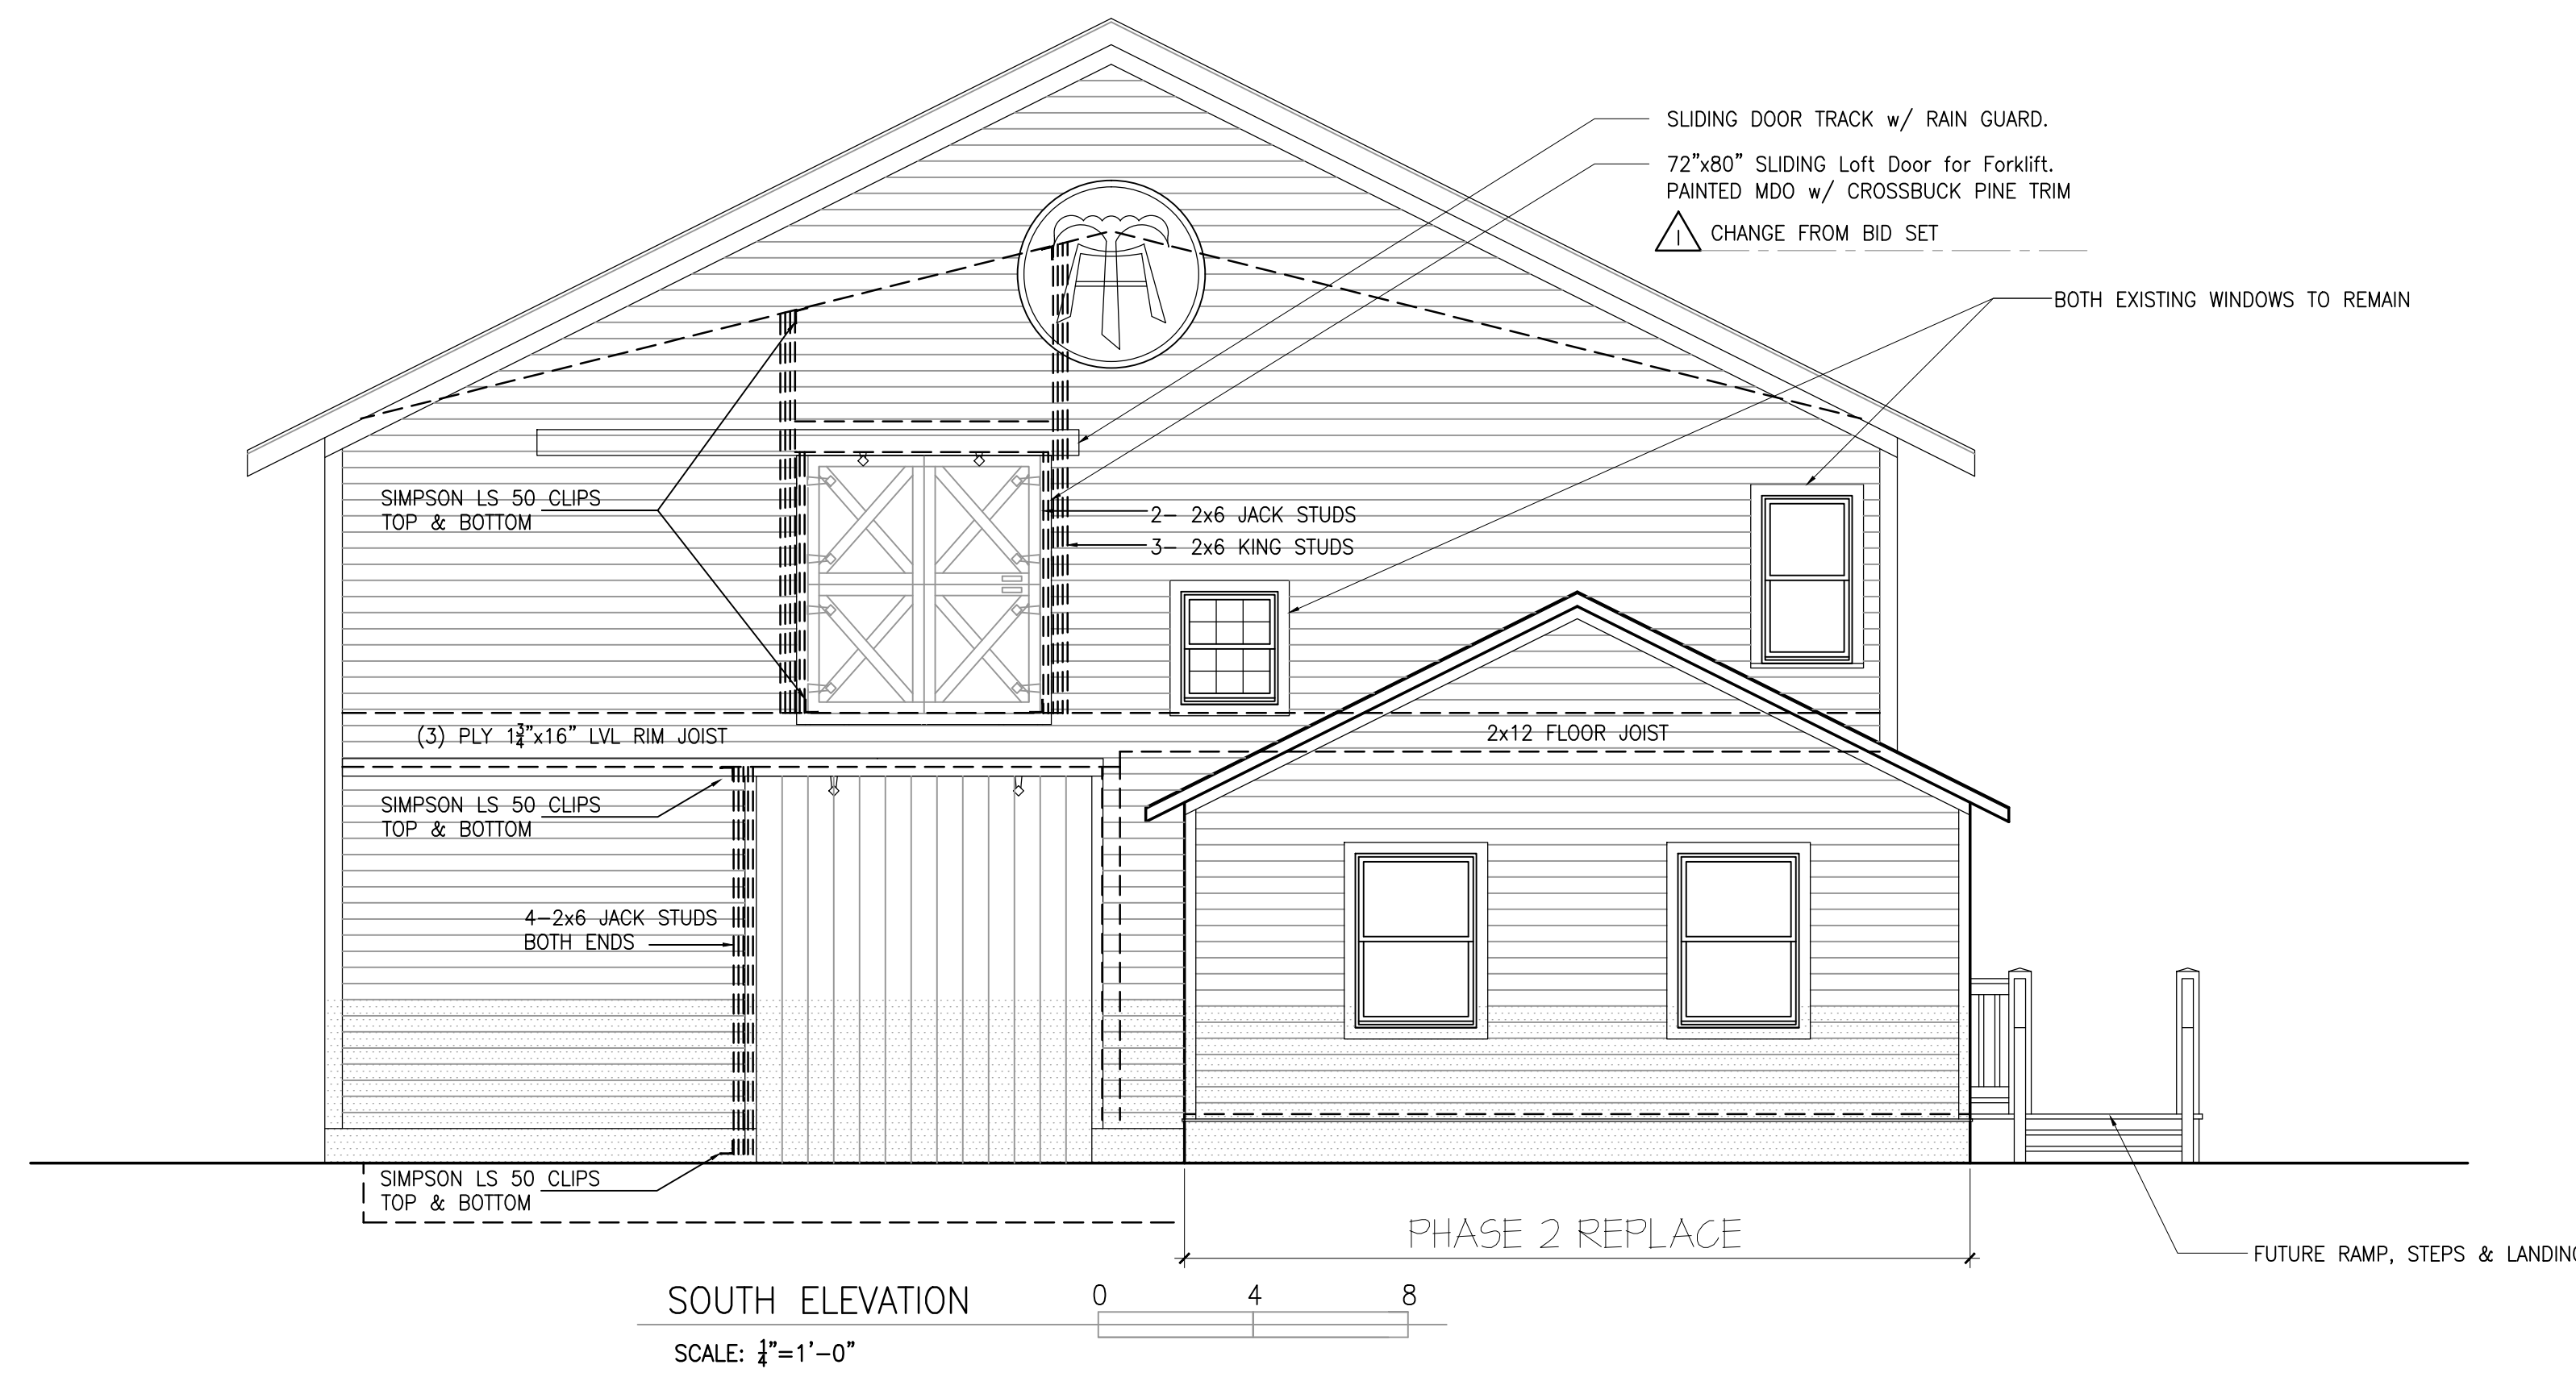 SLIDING DOOR TRACK w/ RAIN GUARD.
72"x80" SLIDING Loft Door for Forklift.
PAINTED MDO w/ CROSSBUCK PINE TRIM
1 CHANGE FROM BID SET
BOTH EXISTING WINDOWS TO REMAIN
SIMPSON LS 50 CLIPS
TOP & BOTTOM
2- 2x6 JACK STUDS
3- 2x6 KING STUDS
(3) PLY 1 3/4"x16" LVL RIM JOIST
2x12 FLOOR JOIST
SIMPSON LS 50 CLIPS
TOP & BOTTOM
4-2x6 JACK STUDS
BOTH ENDS
SIMPSON LS 50 CLIPS
TOP & BOTTOM
PHASE 2 REPLACE
FUTURE RAMP, STEPS &
SOUTH ELEVATION
0 4 8
SCALE: 1/4"=1'-0"